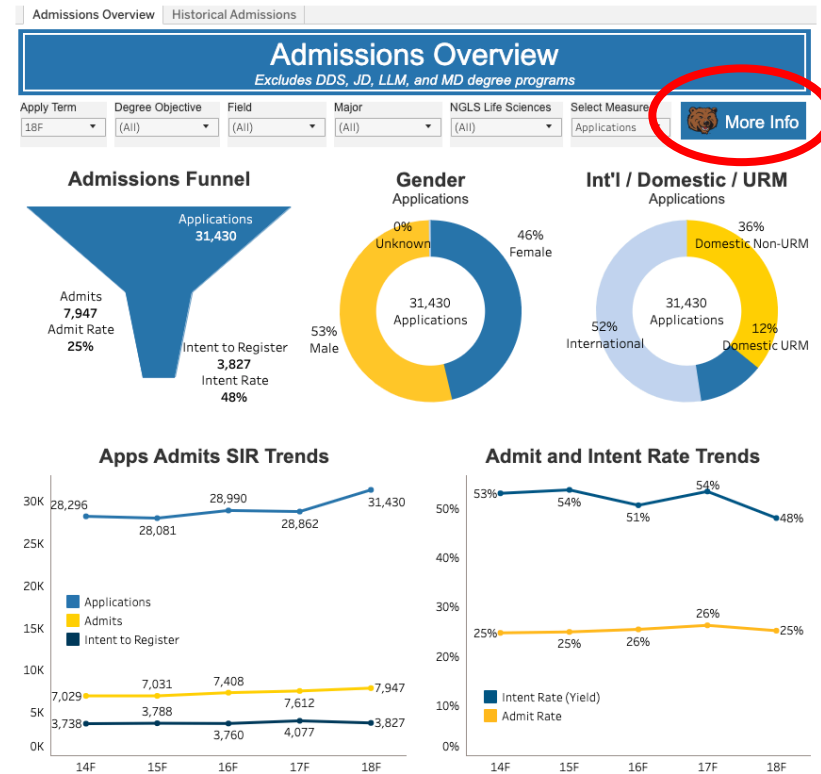 Admissions Overview
Historical Admissions
Admissions Overview
Excludes DDS, JD, LLM, and MD degree programs
Apply Term
Degree Objective
Field
Major
NGLS Life Sciences
Select Measure
18F
(All)
(All)
(All)
(All)
Applications
More Info
Admissions Funnel
Applications
31,430
Admits
7,947
Admit Rate
25%
Intent to Register
3,827
Intent Rate
48%
Gender
Applications
0%
Unknown
46%
Female
53%
Male
31,430
Applications
Int'l / Domestic / URM
Applications
36%
Domestic Non-URM
52%
International
31,430
Applications
12%
Domestic URM
Apps Admits SIR Trends
30K
25K
20K
15K
10K
5K
0K
28,296
28,081
28,990
28,862
31,430
Applications
Admits
Intent to Register
7,029
7,031
7,408
7,612
7,947
3,738
3,788
3,760
4,077
3,827
14F
15F
16F
17F
18F
Admit and Intent Rate Trends
50%
40%
30%
20%
10%
0%
53%
54%
51%
54%
48%
25%
25%
26%
26%
25%
Intent Rate (Yield)
Admit Rate
14F
15F
16F
17F
18F